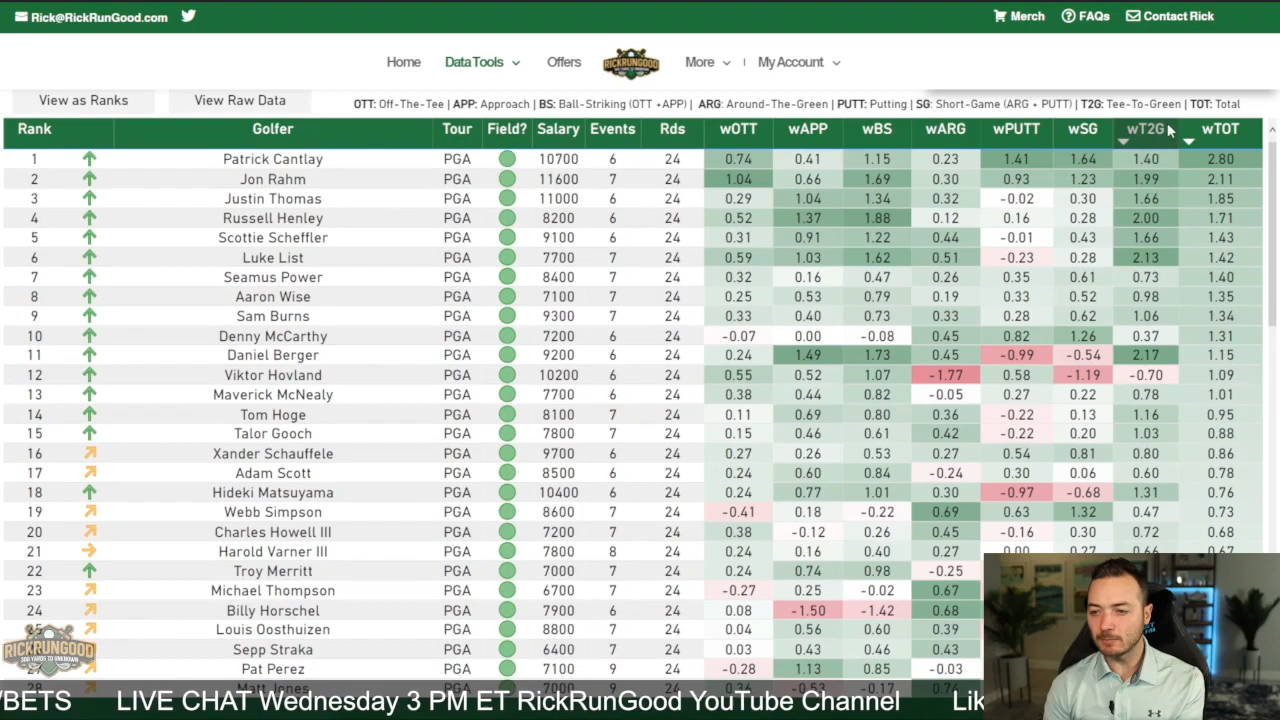 Rick@RickRunGood.com Merch FAQs Contact Rick
Home Data Tools Offers RICKRUNGOOD More My Account
View as Ranks View Raw Data OTT: Off-The-Tee | APP: Approach | BS: Ball-Striking (OTT +APP) | ARG: Around-The-Green | PUTT: Putting | SG: Short-Game (ARG + PUTT) | T2G: Tee-To-Green | TOT: Total
Rank Golfer Tour Field? Salary Events Rds wOTT wAPP wBS wARG wPUTT wSG wT2G wTOT
1 Patrick Cantlay PGA 10700 6 24 0.74 0.41 1.15 0.23 1.41 1.64 1.40 2.80
2 Jon Rahm PGA 11600 7 24 1.04 0.66 1.69 0.30 0.93 1.23 1.99 2.11
3 Justin Thomas PGA 11000 6 24 0.29 1.04 1.34 0.32 -0.02 0.30 1.66 1.85
4 Russell Henley PGA 8200 6 24 0.52 1.37 1.88 0.12 0.16 0.28 2.00 1.71
5 Scottie Scheffler PGA 9100 6 24 0.31 0.91 1.22 0.44 -0.01 0.43 1.66 1.43
6 Luke List PGA 7700 7 24 0.59 1.03 1.62 0.51 -0.23 0.28 2.13 1.42
7 Seamus Power PGA 8400 7 24 0.32 0.16 0.47 0.26 0.35 0.61 0.73 1.40
8 Aaron Wise PGA 7100 7 24 0.25 0.53 0.79 0.19 0.33 0.52 0.98 1.35
9 Sam Burns PGA 9300 6 24 0.33 0.40 0.73 0.33 0.28 0.62 1.06 1.34
10 Denny McCarthy PGA 7200 6 24 -0.07 0.00 -0.08 0.45 0.82 1.26 0.37 1.31
11 Daniel Berger PGA 9200 6 24 0.24 1.49 1.73 0.45 -0.99 -0.54 2.17 1.15
12 Viktor Hovland PGA 10200 6 24 0.55 0.52 1.07 -1.77 0.58 -1.19 -0.70 1.09
13 Maverick McNealy PGA 7700 6 24 0.38 0.44 0.82 -0.05 0.27 0.22 0.78 1.01
14 Tom Hoge PGA 8100 7 24 0.11 0.69 0.80 0.36 -0.22 0.13 1.16 0.95
15 Talor Gooch PGA 7800 7 24 0.15 0.46 0.61 0.42 -0.22 0.20 1.03 0.88
16 Xander Schauffele PGA 9700 6 24 0.27 0.26 0.53 0.27 0.54 0.81 0.80 0.86
17 Adam Scott PGA 8500 6 24 0.24 0.60 0.84 -0.24 0.30 0.06 0.60 0.78
18 Hideki Matsuyama PGA 10400 6 24 0.24 0.77 1.01 0.30 -0.97 -0.68 1.31 0.76
19 Webb Simpson PGA 8600 7 24 -0.41 0.18 -0.22 0.69 0.63 1.32 0.47 0.73
20 Charles Howell III PGA 7200 7 24 0.38 -0.12 0.26 0.45 -0.16 0.30 0.72 0.68
21 Harold Varner III PGA 7800 8 24 0.24 0.16 0.40 0.27
22 Troy Merritt PGA 7000 7 24 0.24 0.74 0.98 -0.25
23 Michael Thompson PGA 6700 7 24 -0.27 0.25 -0.02 0.67
24 Billy Horschel PGA 7900 6 24 0.08 -1.50 -1.42 0.68
Louis Oosthuizen PGA 8800 7 24 0.04 0.56 0.60 0.39
Sepp Straka PGA 6400 7 24 0.03 0.43 0.46 0.43
Pat Perez PGA 7100 9 24 -0.28 1.13 0.85 -0.03
RICKRUNGOOD
300 YARDS TO UNKNOWN
BETS LIVE CHAT Wednesday 3 PM ET RickRunGood YouTube Channel